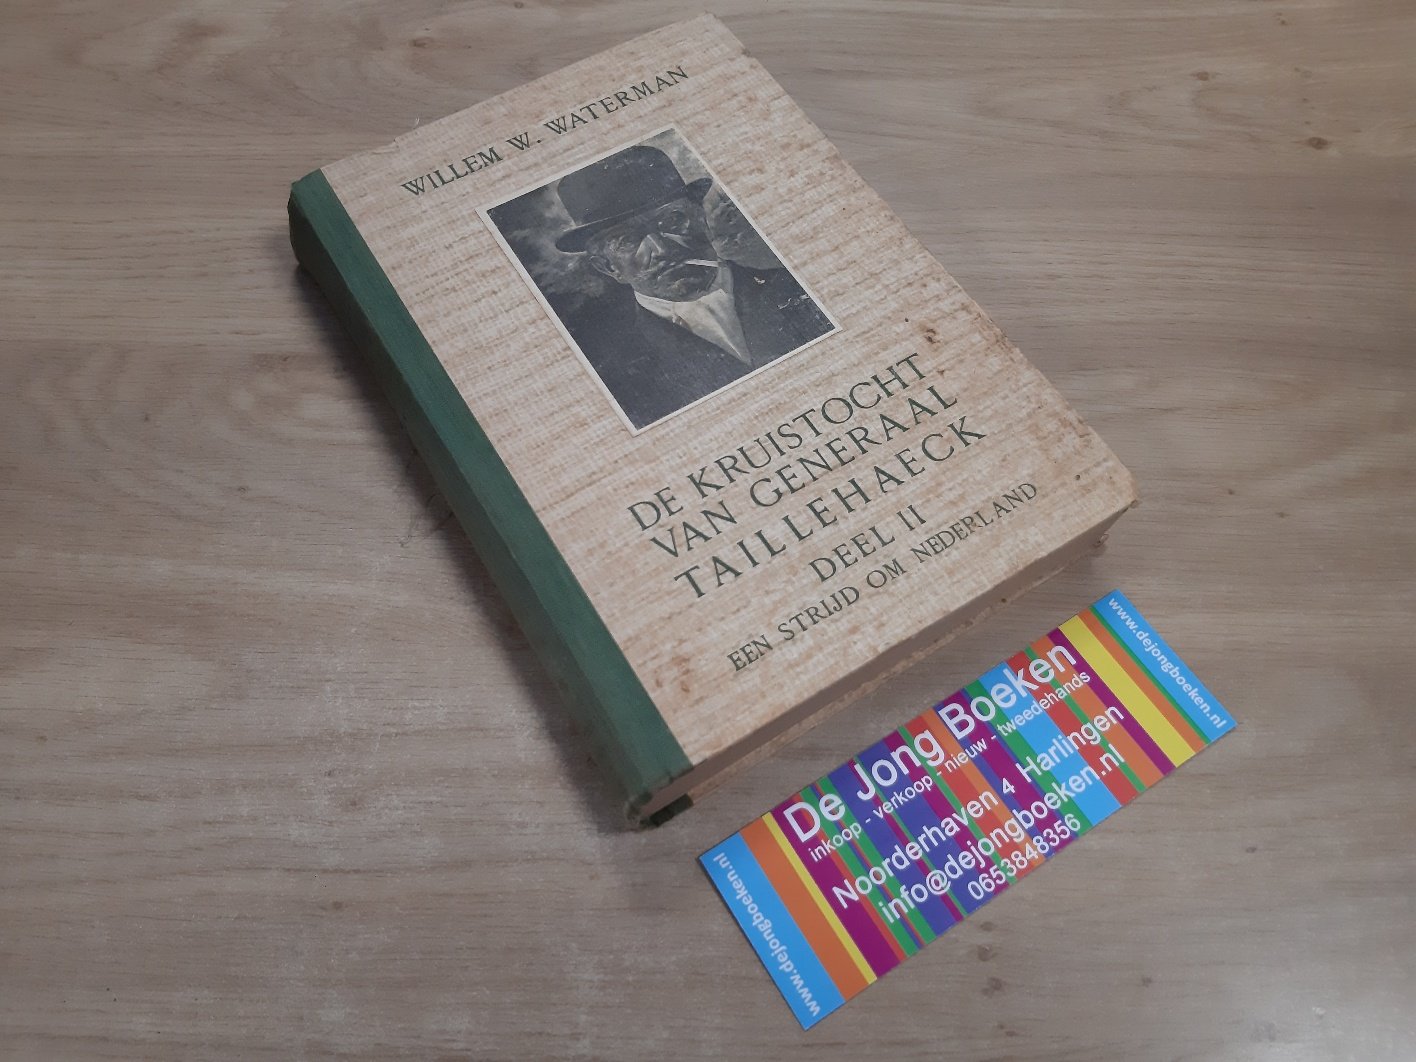 WILLEM W. WATERMAN
DE KRUISTOCHT
VAN GENERAAL
TAILLEHAECK
DEEL II
EEN STRIJD OM NEDERLAND
www.dejongboeken.nl
De Jong Boeken
inkoop - verkoop - nieuw - tweedehands
Noorderhaven 4 Harlingen
info@dejongboeken.nl
0653848356
www.dejongboeken.nl